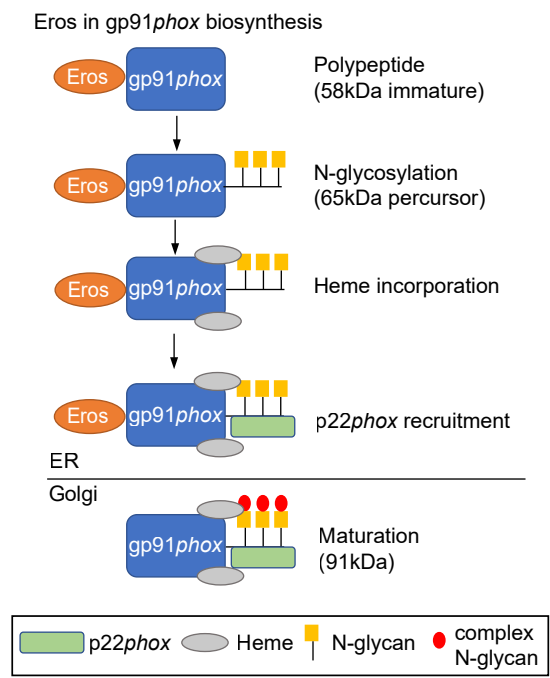 Eros in gp91phox biosynthesis
Eros gp91phox
Polypeptide
(58kDa immature)
Eros gp91phox
N-glycosylation
(65kDa percursor)
Eros gp91phox
Heme incorporation
Eros gp91phox
p22phox recruitment
ER
Golgi
gp91phox
Maturation
(91kDa)
p22phox
Heme
N-glycan
complex
N-glycan